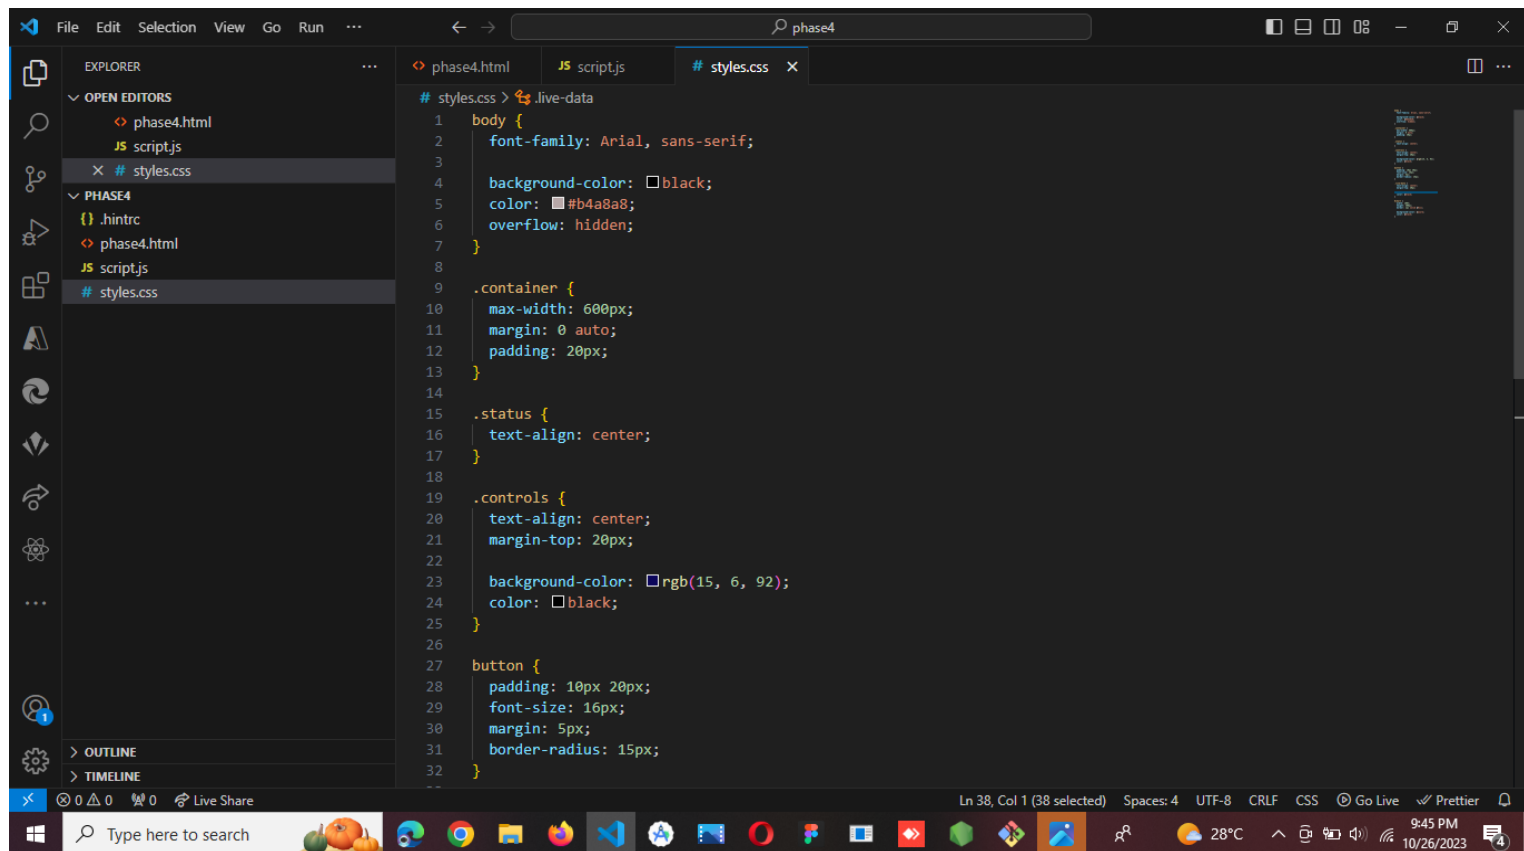 File Edit Selection View Go Run ···
phase4
EXPLORER
OPEN EDITORS
phase4.html
JS script.js
# styles.css
PHASE4
{} .hintrc
phase4.html
JS script.js
# styles.css
OUTLINE
TIMELINE
phase4.html JS script.js # styles.css
# styles.css > .live-data
1 body {
2 font-family: Arial, sans-serif;
3
4 background-color: black;
5 color: #b4a8a8;
6 overflow: hidden;
7 }
8
9 .container {
10 max-width: 600px;
11 margin: 0 auto;
12 padding: 20px;
13 }
14
15 .status {
16 text-align: center;
17 }
18
19 .controls {
20 text-align: center;
21 margin-top: 20px;
22
23 background-color: rgb(15, 6, 92);
24 color: black;
25 }
26
27 button {
28 padding: 10px 20px;
29 font-size: 16px;
30 margin: 5px;
31 border-radius: 15px;
32 }
1
0 0 0 Live Share Ln 38, Col 1 (38 selected) Spaces: 4 UTF-8 CRLF CSS Go Live Prettier
Type here to search 28°C 9:45 PM
10/26/2023
4